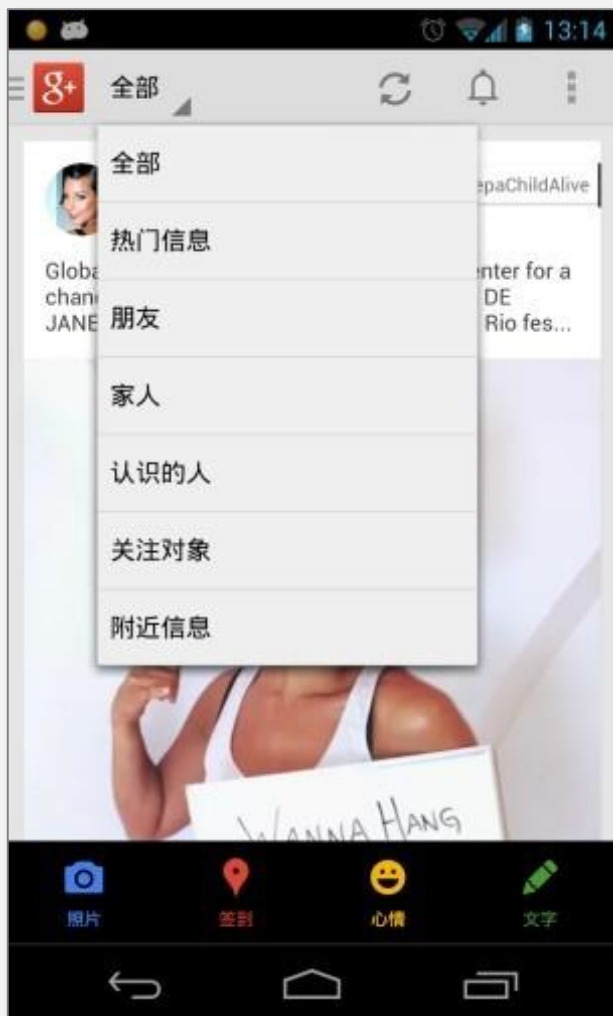 13:14
g+
全部
全部
热门信息
朋友
家人
认识的人
关注对象
附近信息
epaChildAlive
Globa
enter for a
chan
DE
JANE
Rio fes...
WANNA HANG
照片
签到
心情
文字